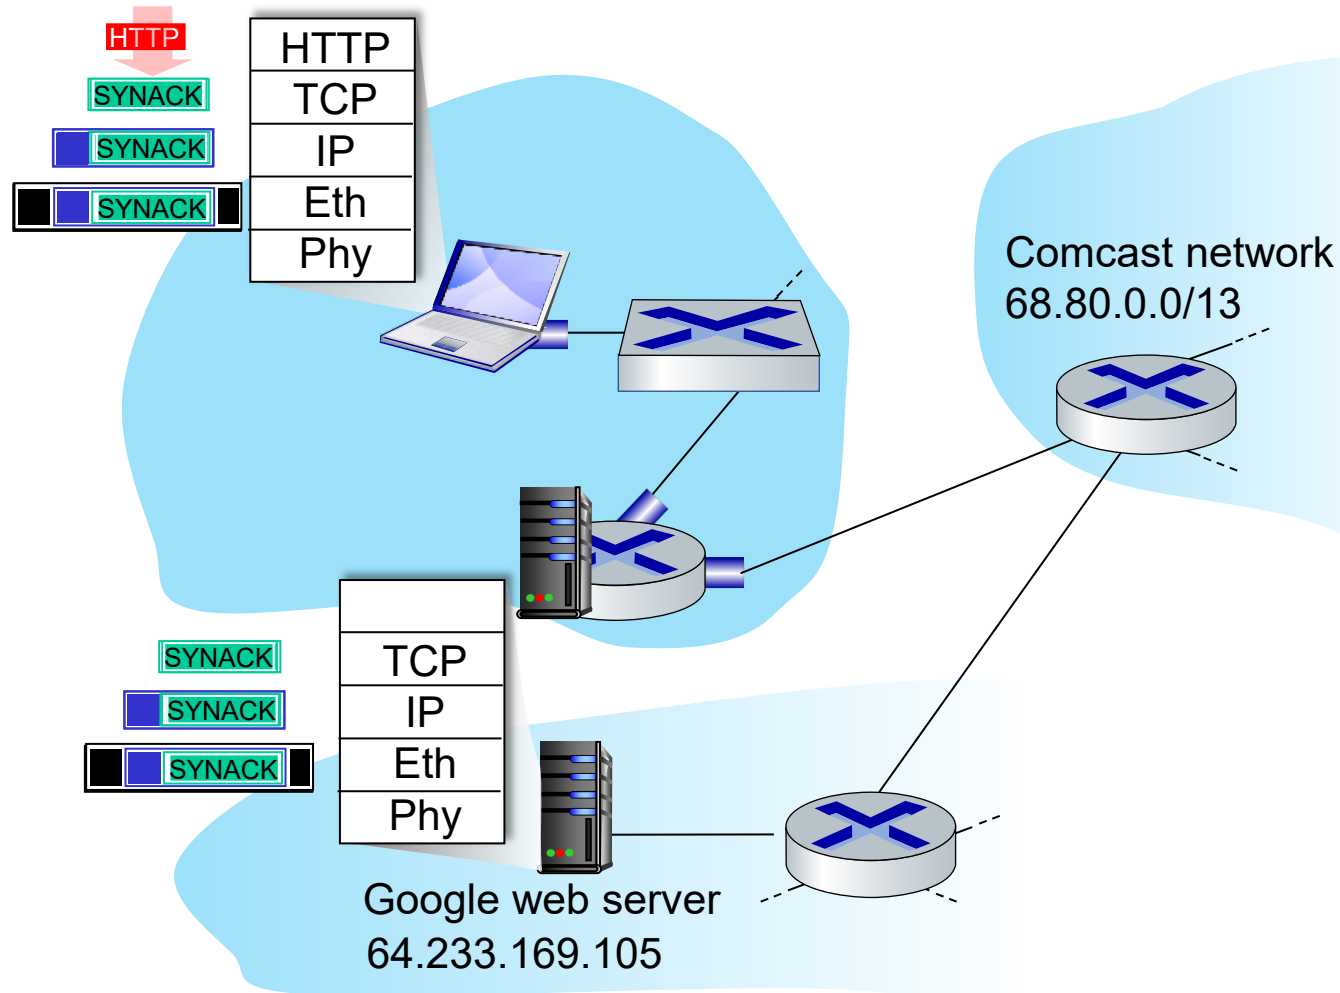 HTTP
SYNACK
SYNACK
SYNACK
HTTP
TCP
IP
Eth
Phy
Comcast network
68.80.0.0/13
SYNACK
SYNACK
SYNACK
TCP
IP
Eth
Phy
Google web server
64.233.169.105